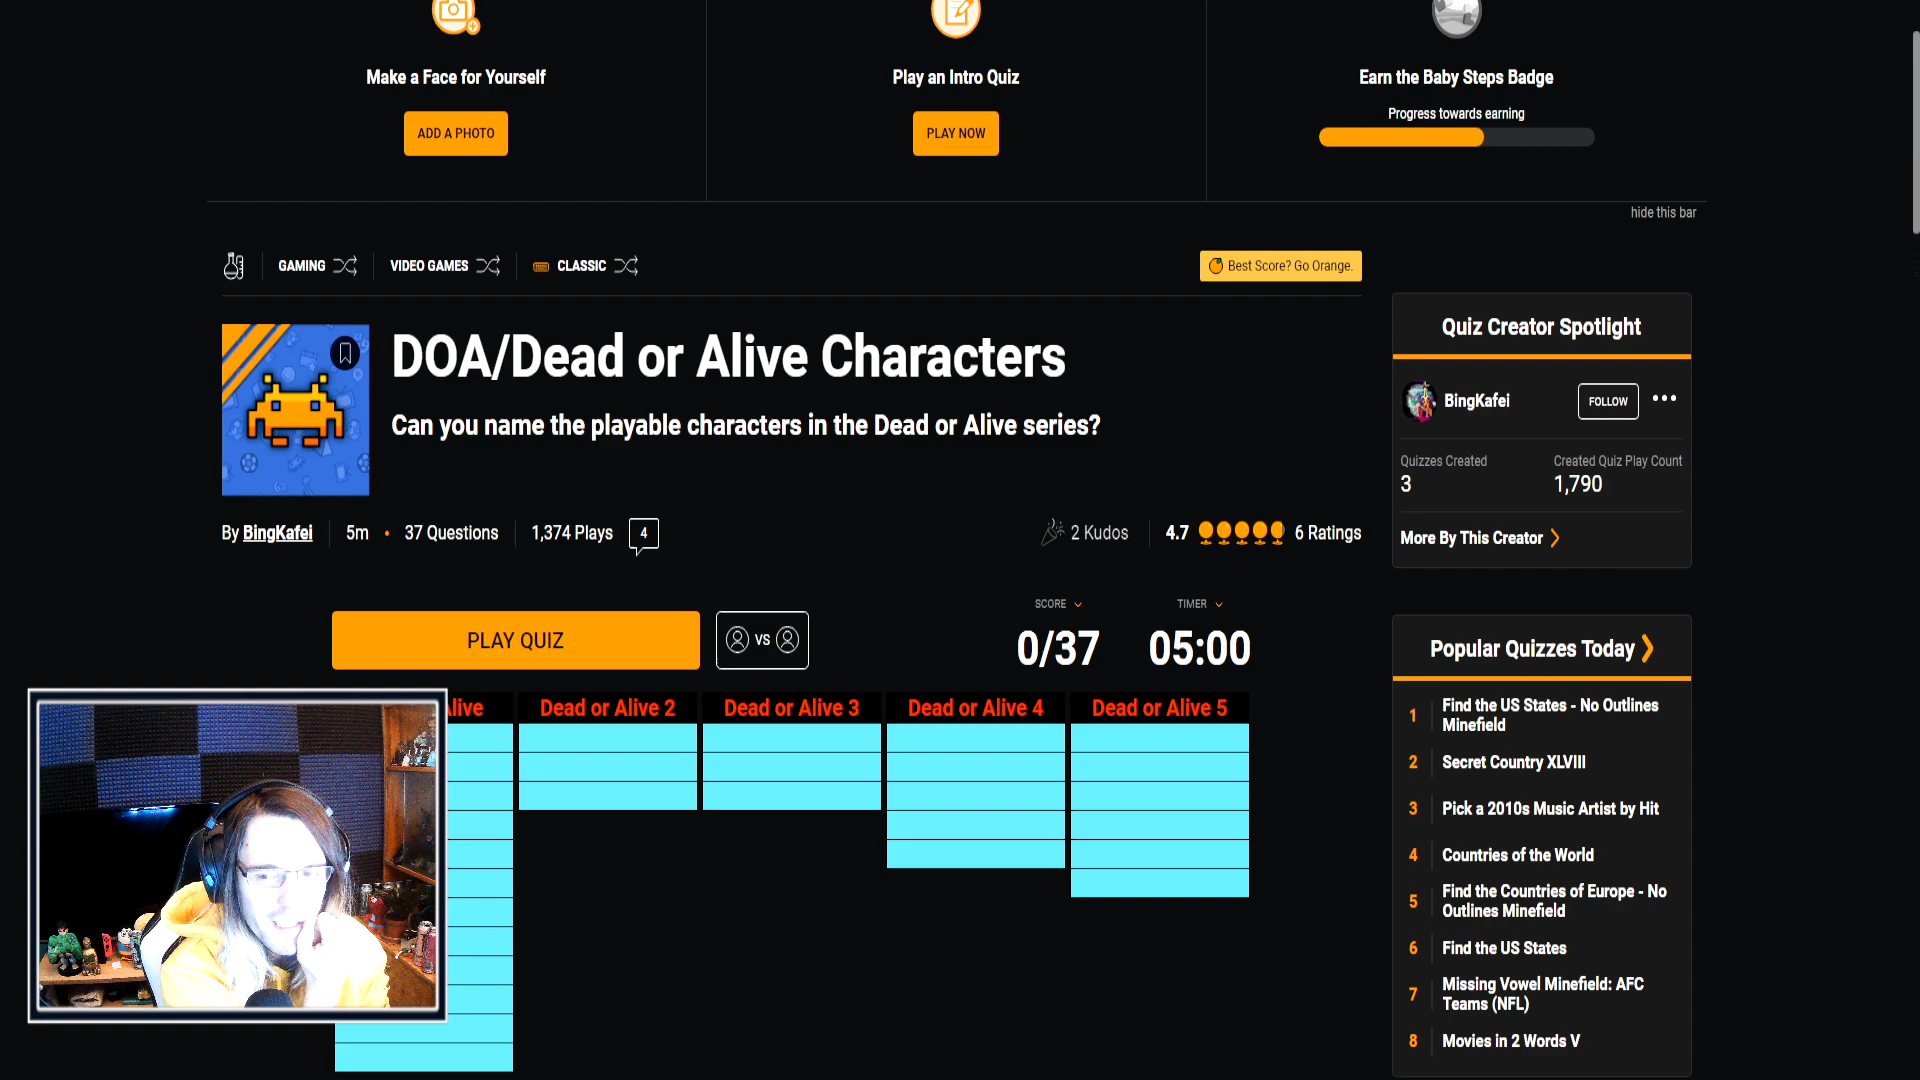 Make a Face for Yourself
ADD A PHOTO
Play an Intro Quiz
PLAY NOW
Earn the Baby Steps Badge
Progress towards earning
hide this bar
GAMING
VIDEO GAMES
CLASSIC
Best Score? Go Orange.
DOA/Dead or Alive Characters
Can you name the playable characters in the Dead or Alive series?
By BingKafei
5m • 37 Questions
1,374 Plays
4
2 Kudos
4.7
6 Ratings
PLAY QUIZ
VS
SCORE
0/37
TIMER
05:00
Alive
Dead or Alive 2
Dead or Alive 3
Dead or Alive 4
Dead or Alive 5
Quiz Creator Spotlight
BingKafei
FOLLOW
Quizzes Created
3
Created Quiz Play Count
1,790
More By This Creator
Popular Quizzes Today
1 Find the US States - No Outlines
Minefield
2 Secret Country XLVIII
3 Pick a 2010s Music Artist by Hit
4 Countries of the World
5 Find the Countries of Europe - No
Outlines Minefield
6 Find the US States
7 Missing Vowel Minefield: AFC
Teams (NFL)
8 Movies in 2 Words V